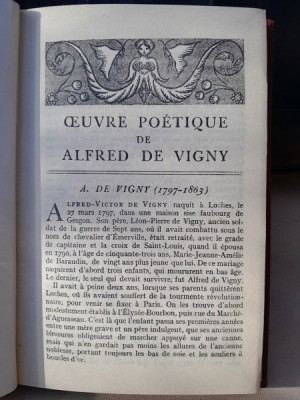 ŒUVRE POÉTIQUE
DE
ALFRED DE VIGNY
A. DE VIGNY (1797-1863)
ALFRED-VICTOR DE VIGNY naquit à Loches, le
27 mars 1797, dans une maison sise faubourg de
Gesgon. Son père, Léon-Pierre de Vigny, ancien sol-
dat de la guerre de Sept ans, où il avait combattu sous le
nom de chevalier d'Émerville, était retraité, avec le grade
de capitaine et la croix de Saint-Louis, quand il épousa
en 1790, à l'âge de cinquante-trois ans, Marie-Jeanne-Amélie
de Baraudin, de vingt ans plus jeune que lui. De ce mariage
naquirent d'abord trois enfants, qui moururent en bas âge.
Le dernier, le seul qui devait survivre, fut Alfred de Vigny.
Il avait à peine deux ans, lorsque ses parents quittèrent
Loches, où ils avaient souffert de la tourmente révolution-
naire, pour venir se fixer à Paris. On les trouve d'abord
modestement établis à l'Élysée-Bourbon, puis rue du Marché-
d'Aguesseau. C'est là que l'enfant passa ses premières années
entre une mère grave et un père indulgent, que ses anciennes
blessures obligeaient de marcher appuyé sur une canne,
mais qui n'en gardait pas moins les allures de l'ancienne
noblesse, portant toujours les bas de soie et les souliers à
boucles d'or.